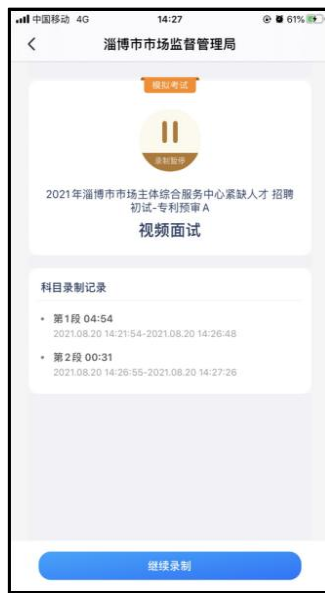 中国移动 4G 14:27 61%
淄博市市场监督管理局
模拟考试
录制暂停
2021年淄博市市场主体综合服务中心紧缺人才 招聘
初试-专利预审A
视频面试
科目录制记录
第1段 04:54
2021.08.20 14:21:54-2021.08.20 14:26:48
第2段 00:31
2021.08.20 14:26:55-2021.08.20 14:27:26
继续录制